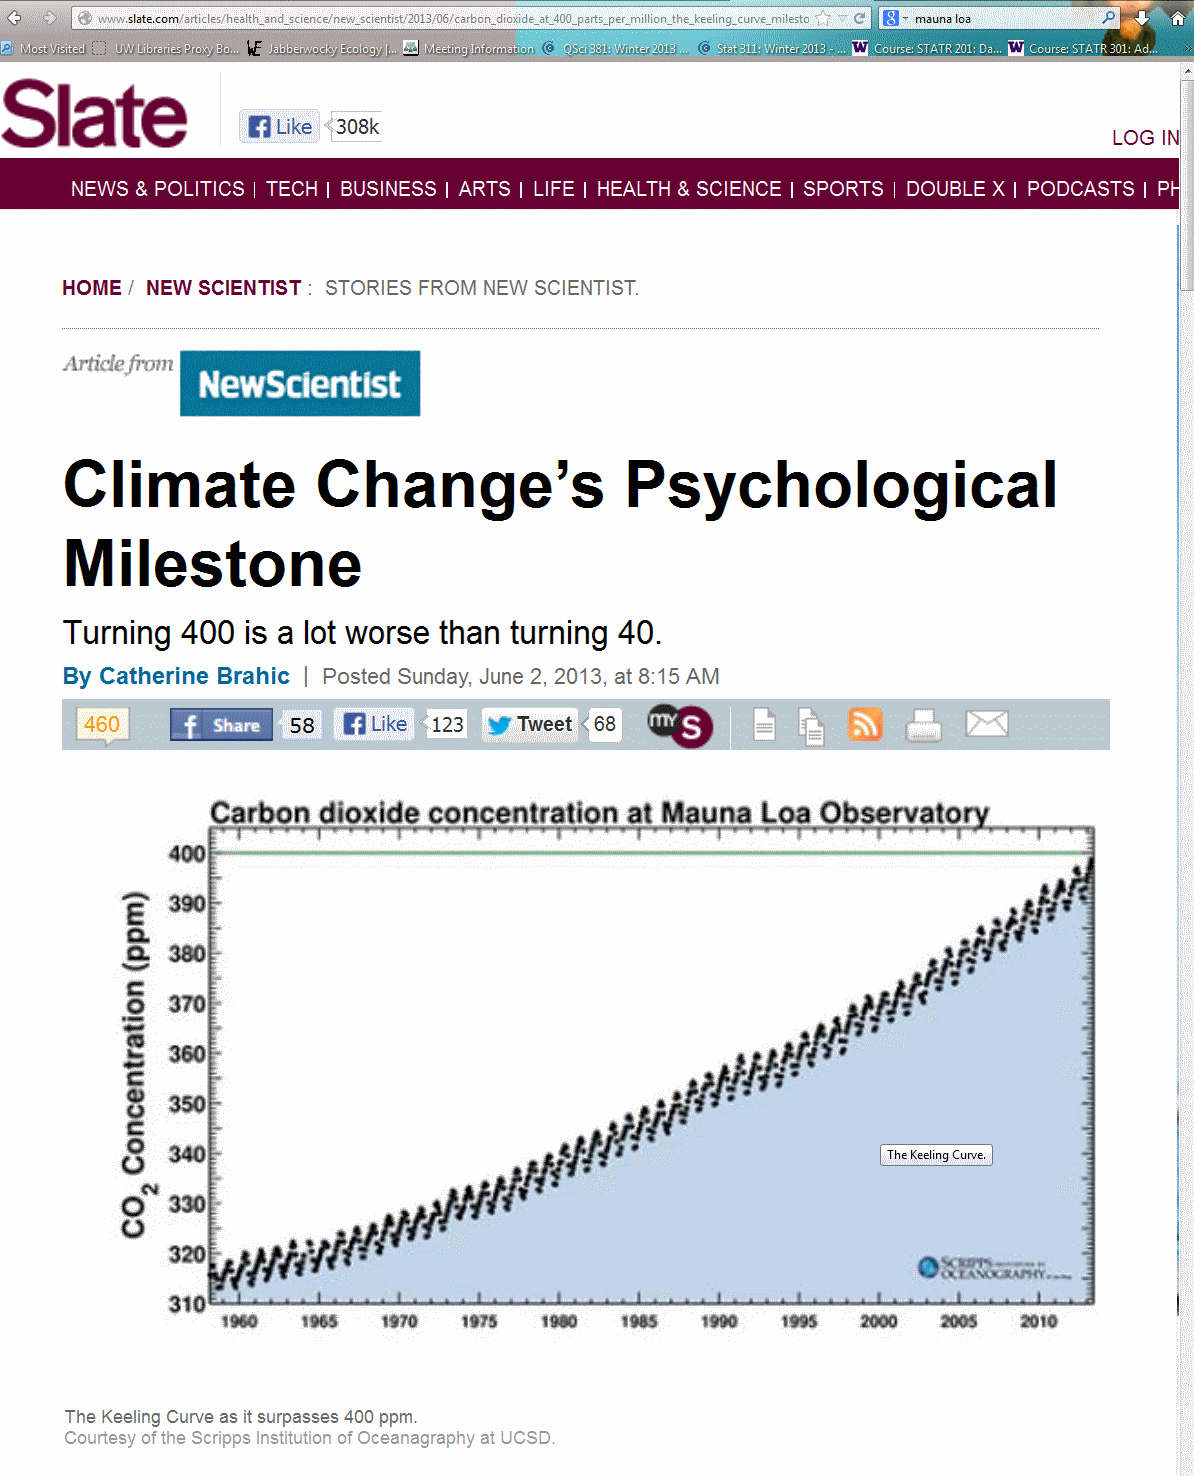 www.slate.com/articles/health_and_science/new_scientist/2013/06/carbon_dioxide_at_400_parts_per_million_the_keeling_curve_milesto
mauna loa
Most Visited UW Libraries Proxy Bo... Jabberwocky Ecology |... Meeting Information QSci 381: Winter 2013 ... Stat 311: Winter 2013 - ... Course: STATR 201: Da... Course: STATR 301: Ad...
Slate
Like 308k
LOG IN
NEWS & POLITICS | TECH | BUSINESS | ARTS | LIFE | HEALTH & SCIENCE | SPORTS | DOUBLE X | PODCASTS | PH
HOME / NEW SCIENTIST : STORIES FROM NEW SCIENTIST.
Article from NewScientist
Climate Change’s Psychological
Milestone
Turning 400 is a lot worse than turning 40.
By Catherine Brahic | Posted Sunday, June 2, 2013, at 8:15 AM
460 Share 58 Like 123 Tweet 68 my S
Carbon dioxide concentration at Mauna Loa Observatory
CO2 Concentration (ppm)
400
390
380
370
360
350
340
330
320
310
The Keeling Curve.
SCRIPPS INSTITUTION OF
OCEANOGRAPHY
1960 1965 1970 1975 1980 1985 1990 1995 2000 2005 2010
The Keeling Curve as it surpasses 400 ppm.
Courtesy of the Scripps Institution of Oceanagraphy at UCSD.